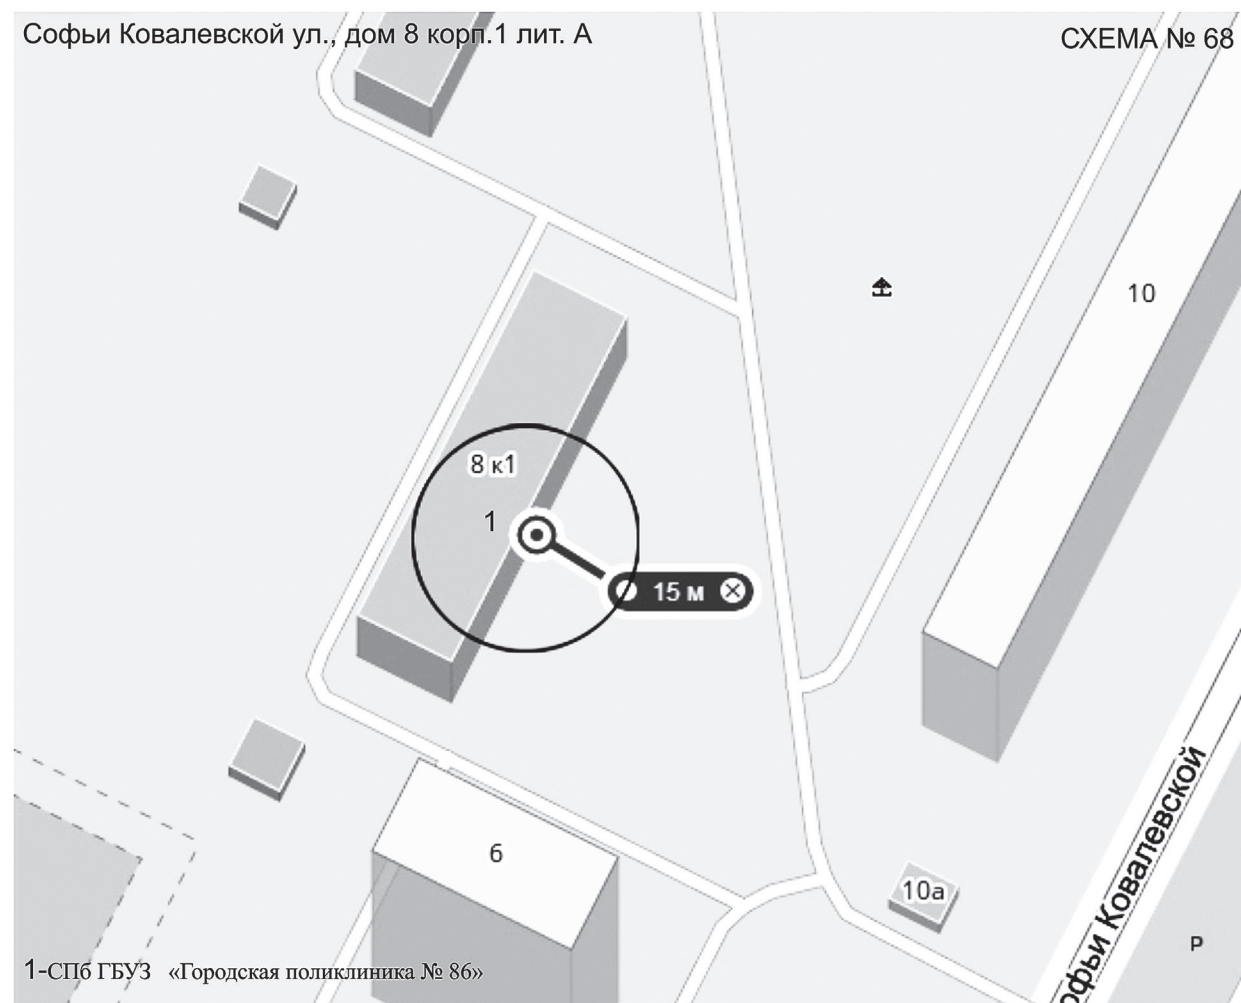 Софьи Ковалевской ул., дом 8 корп.1 лит. А
СХЕМА № 68
10
8 к1
1
15 м
6
10а
офьи Ковалевской
P
1-СПб ГБУЗ «Городская поликлиника № 86»